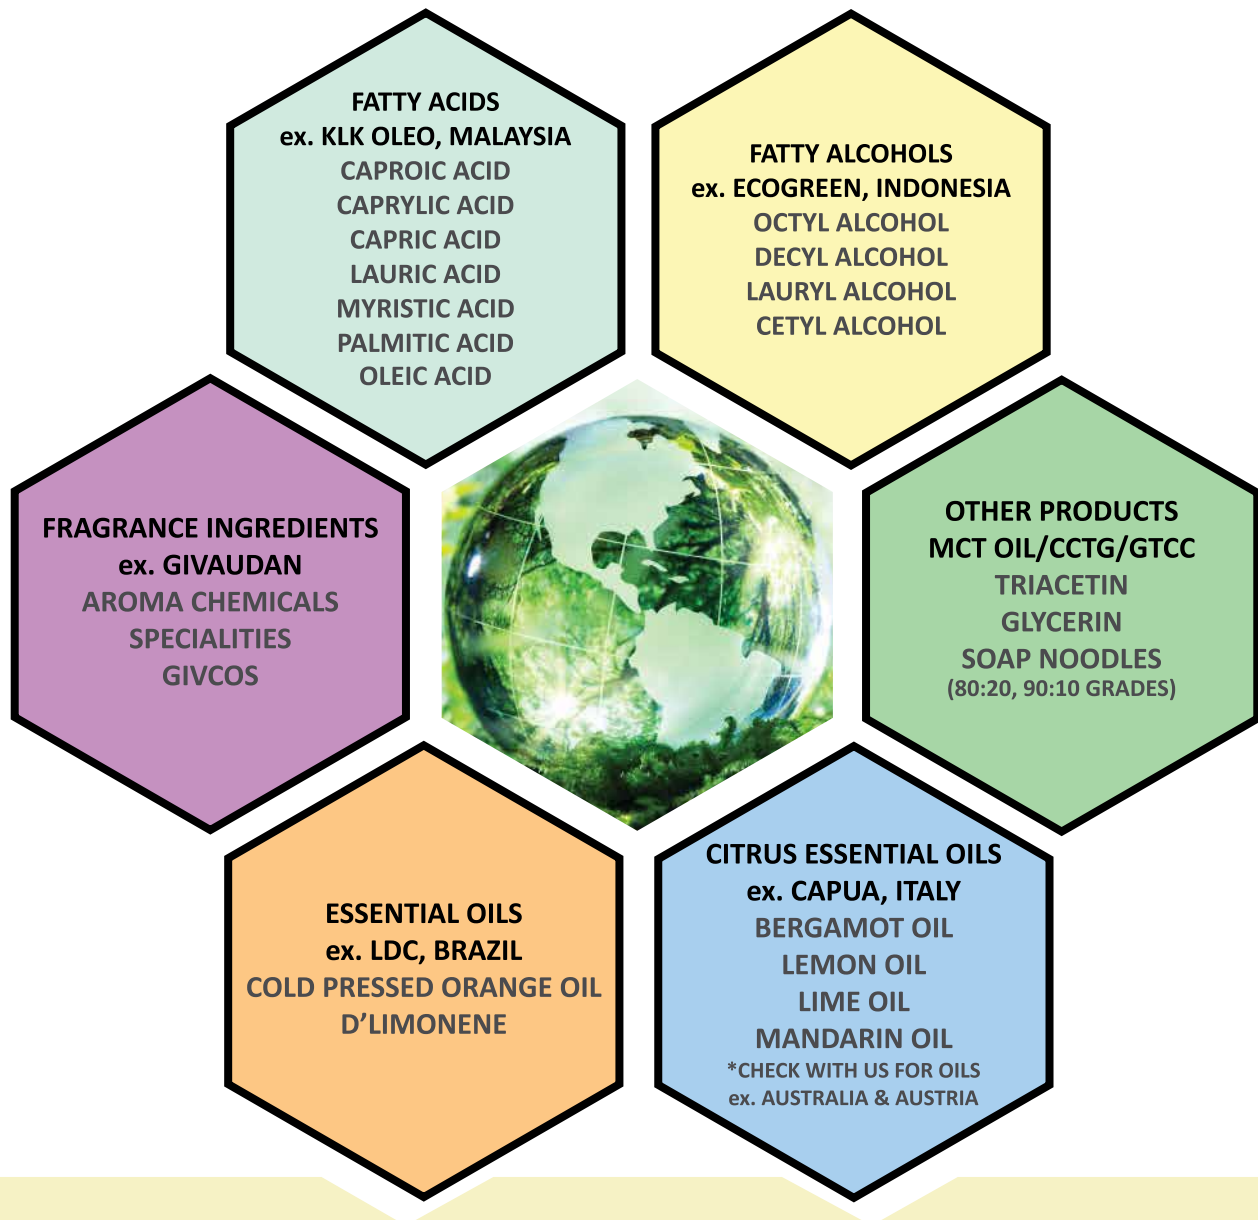 FATTY ACIDS
ex. KLK OLEO, MALAYSIA
CAPROIC ACID
CAPRYLIC ACID
CAPRIC ACID
LAURIC ACID
MYRISTIC ACID
PALMITIC ACID
OLEIC ACID
FATTY ALCOHOLS
ex. ECOGREEN, INDONESIA
OCTYL ALCOHOL
DECYL ALCOHOL
LAURYL ALCOHOL
CETYL ALCOHOL
FRAGRANCE INGREDIENTS
ex. GIVAUDAN
AROMA CHEMICALS
SPECIALITIES
GIVCOS
OTHER PRODUCTS
MCT OIL/CCTG/GTCC
TRIACETIN
GLYCERIN
SOAP NOODLES
(80:20, 90:10 GRADES)
ESSENTIAL OILS
ex. LDC, BRAZIL
COLD PRESSED ORANGE OIL
D’LIMONENE
CITRUS ESSENTIAL OILS
ex. CAPUA, ITALY
BERGAMOT OIL
LEMON OIL
LIME OIL
MANDARIN OIL
*CHECK WITH US FOR OILS
ex. AUSTRALIA & AUSTRIA